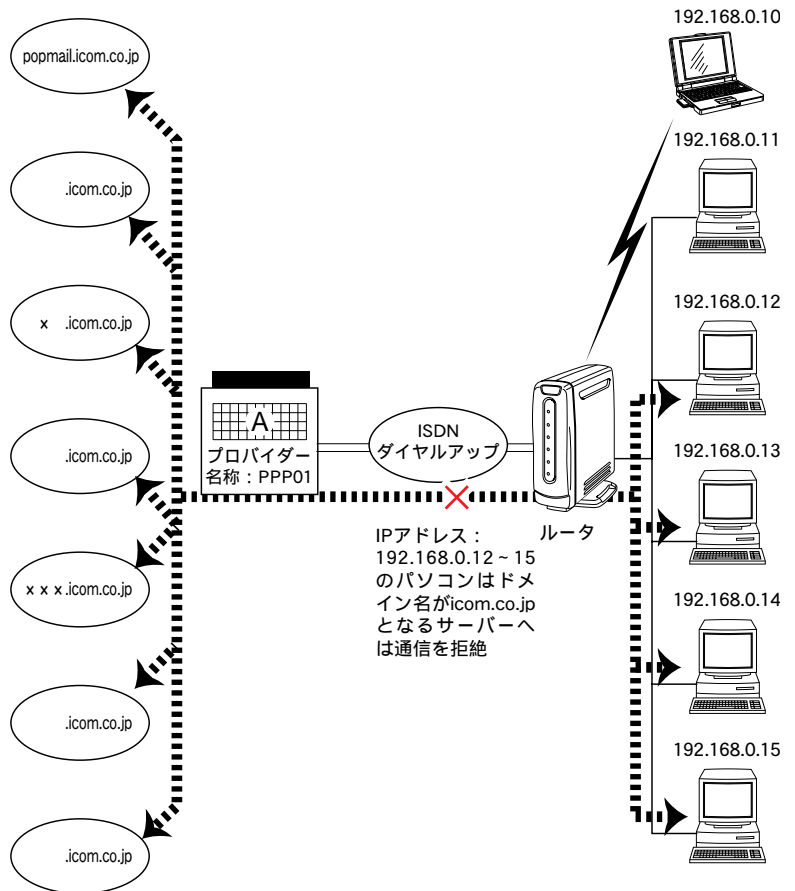 192.168.0.10
popmail.icom.co.jp
192.168.0.11
.icom.co.jp
192.168.0.12
x .icom.co.jp
A
プロバイダー
名称：PPP01
ISDN
ダイヤルアップ
192.168.0.13
.icom.co.jp
ルータ
IPアドレス：
192.168.0.12~15
のパソコンはドメ
イン名がicom.co.jp
となるサーバーへ
は通信を拒絶
x x x.icom.co.jp
192.168.0.14
.icom.co.jp
192.168.0.15
.icom.co.jp